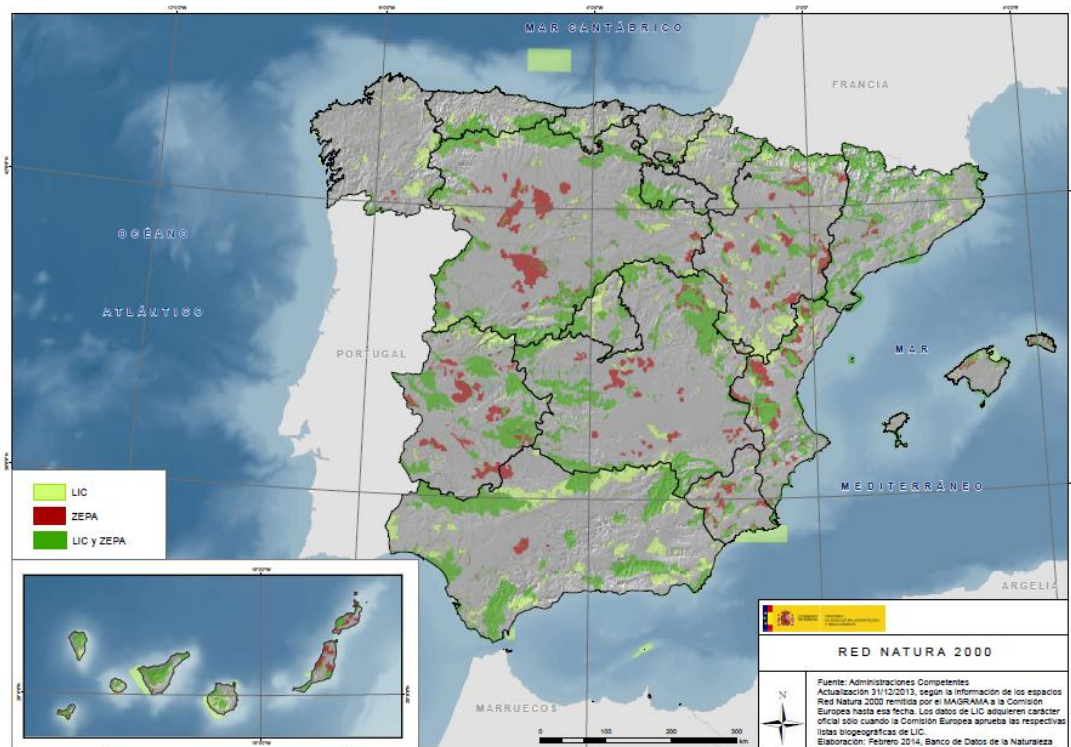 MAR CANTÁBRICO
FRANCIA
OCÉANO
ATLÁNTICO
PORTUGAL
MAR
MEDITERRÁNEO
ARGELIA
MARRUECOS
LIC
ZEPA
LIC y ZEPA
N
0
50
100
200
300
km
RED NATURA 2000
Fuente: Administraciones Competentes
Actualización 31/12/2013, según la información de los espacios
Red Natura 2000 remitida por el MAGRAMA a la Comisión
Europea hasta esa fecha. Los datos de LIC adquieren carácter
oficial sólo cuando la Comisión Europea aprueba las respectivas
listas biogeográficas de LIC.
Elaboración: Febrero 2014, Banco de Datos de la Naturaleza